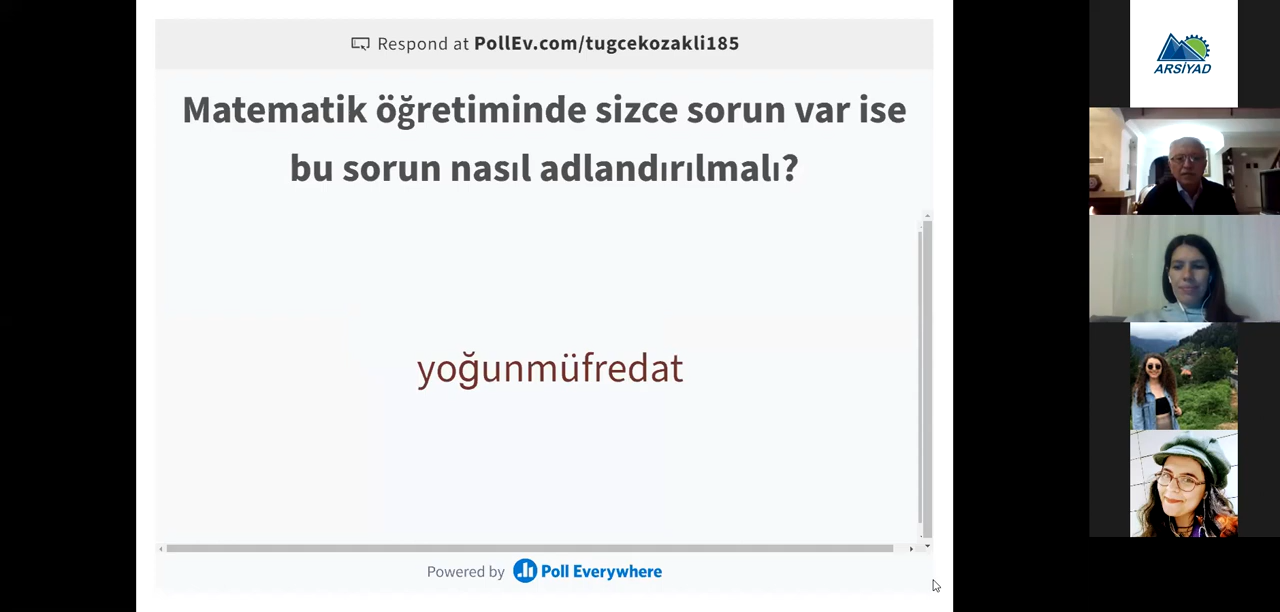 Respond at PollEv.com/tugcekozakli185
Matematik öğretiminde sizce sorun var ise
bu sorun nasıl adlandırılmalı?
yoğunmüfredat
Powered by Poll Everywhere
ARSİYAD